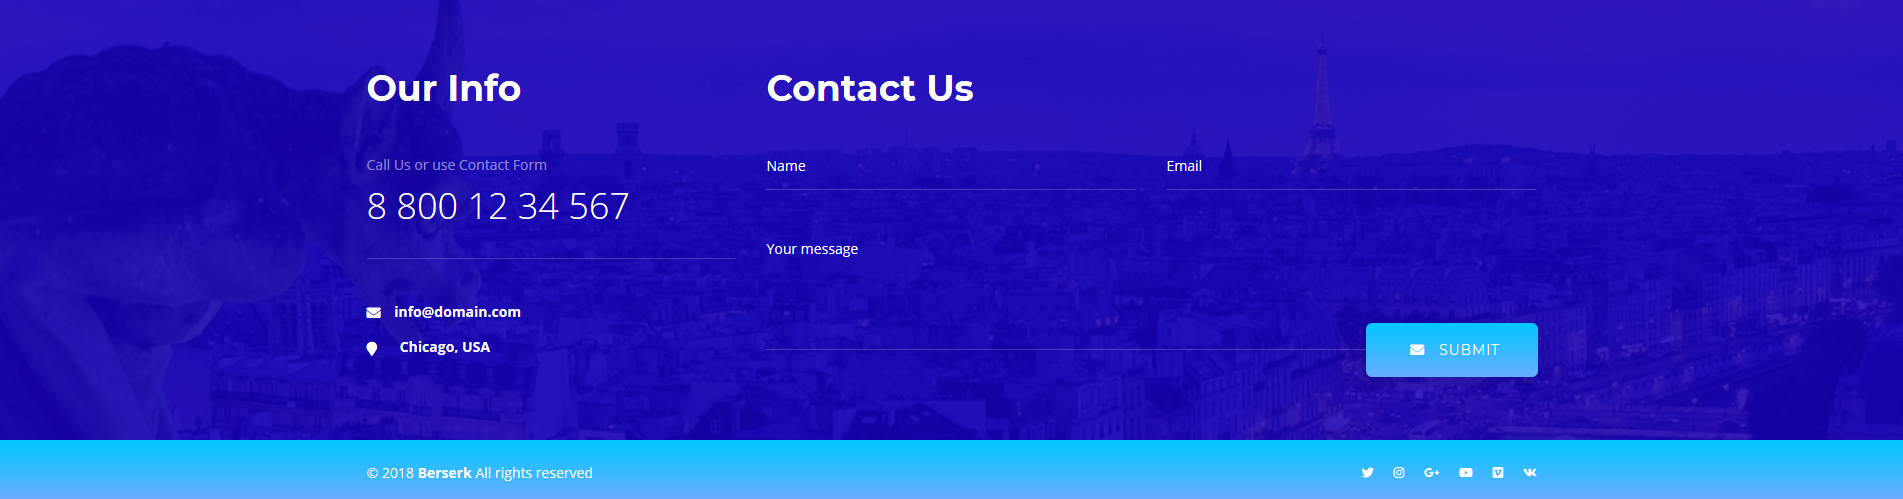 Our Info
Call Us or use Contact Form
8 800 12 34 567
info@domain.com
Chicago, USA
Contact Us
Name
Email
Your message
SUBMIT
© 2018 Berserk All rights reserved